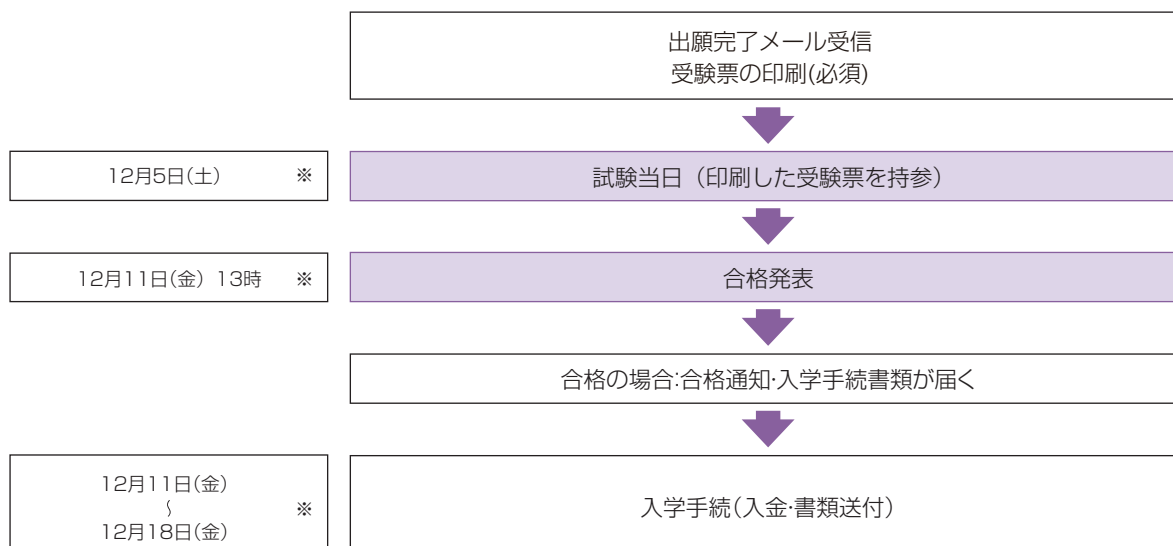 出願完了メール受信
受験票の印刷(必須)
12月5日(土) ※
試験当日（印刷した受験票を持参）
12月11日(金) 13時 ※
合格発表
合格の場合:合格通知・入学手続書類が届く
12月11日(金)
〜
※
12月18日(金)
入学手続(入金・書類送付)